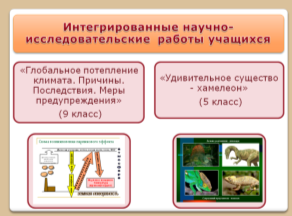 Интегрированные научно-
исследовательские работы учащихся
«Глобальное потепление
климата. Причины.
Последствия. Меры
предупреждения»
(9 класс)
«Удивительное существо
- хамелеон»
(5 класс)